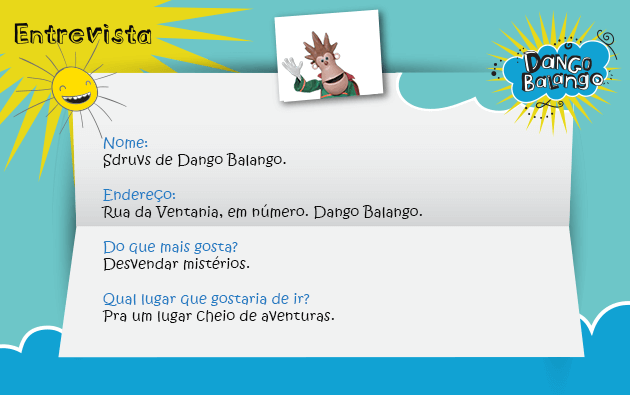 Entrevista
Dango
Balango
Nome:
Sdruvs de Dango Balango.
Endereço:
Rua da Ventania, em número. Dango Balango.
Do que mais gosta?
Desvendar mistérios.
Qual lugar que gostaria de ir?
Pra um lugar cheio de aventuras.